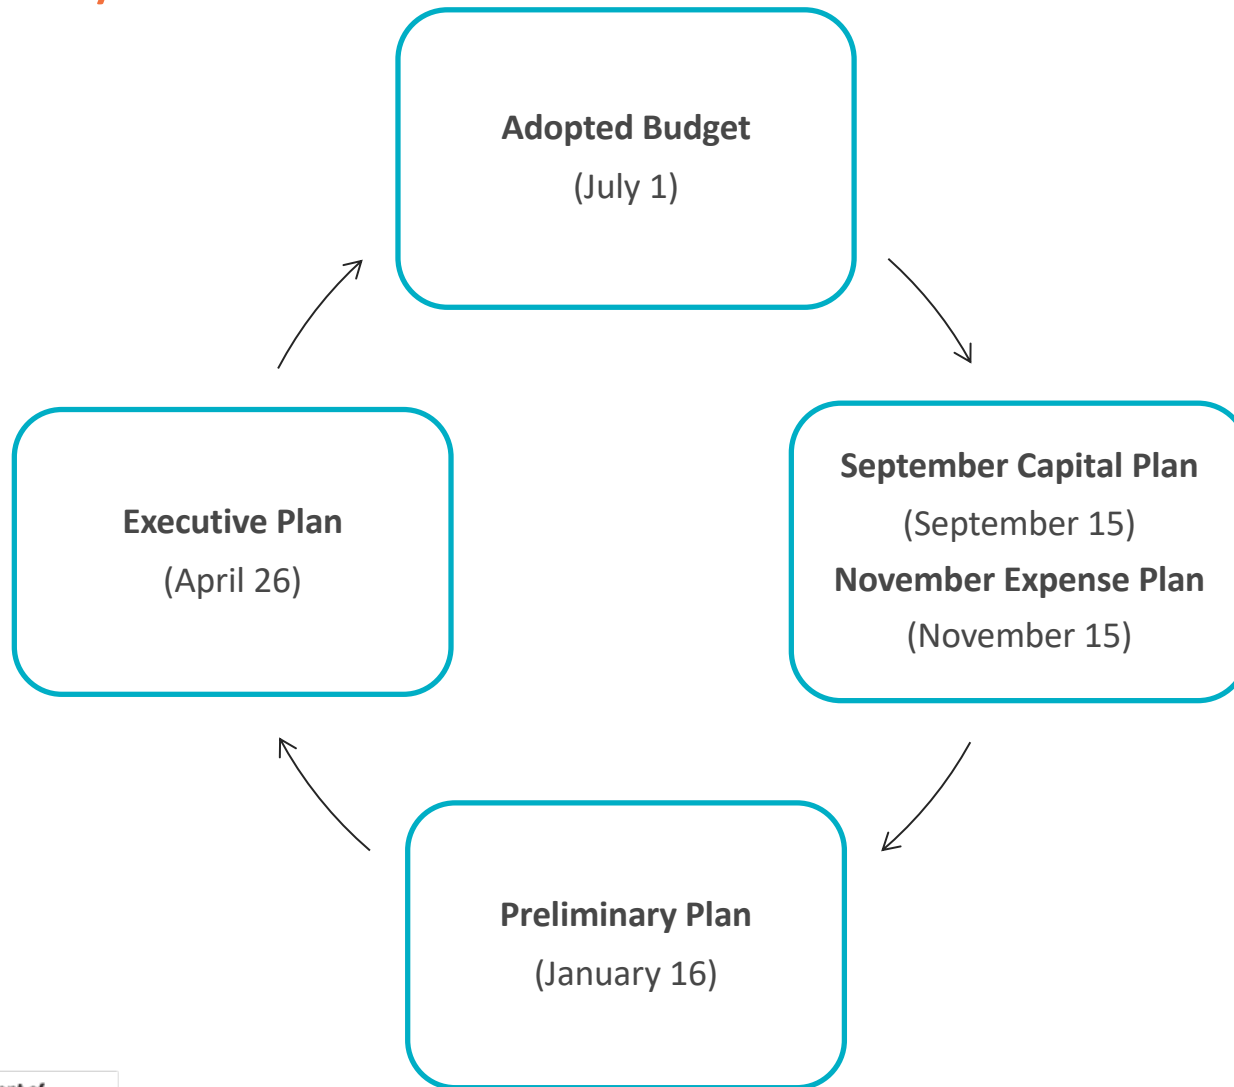 Adopted Budget
(July 1)
September Capital Plan
(September 15)
November Expense Plan
(November 15)
Executive Plan
(April 26)
Preliminary Plan
(January 16)